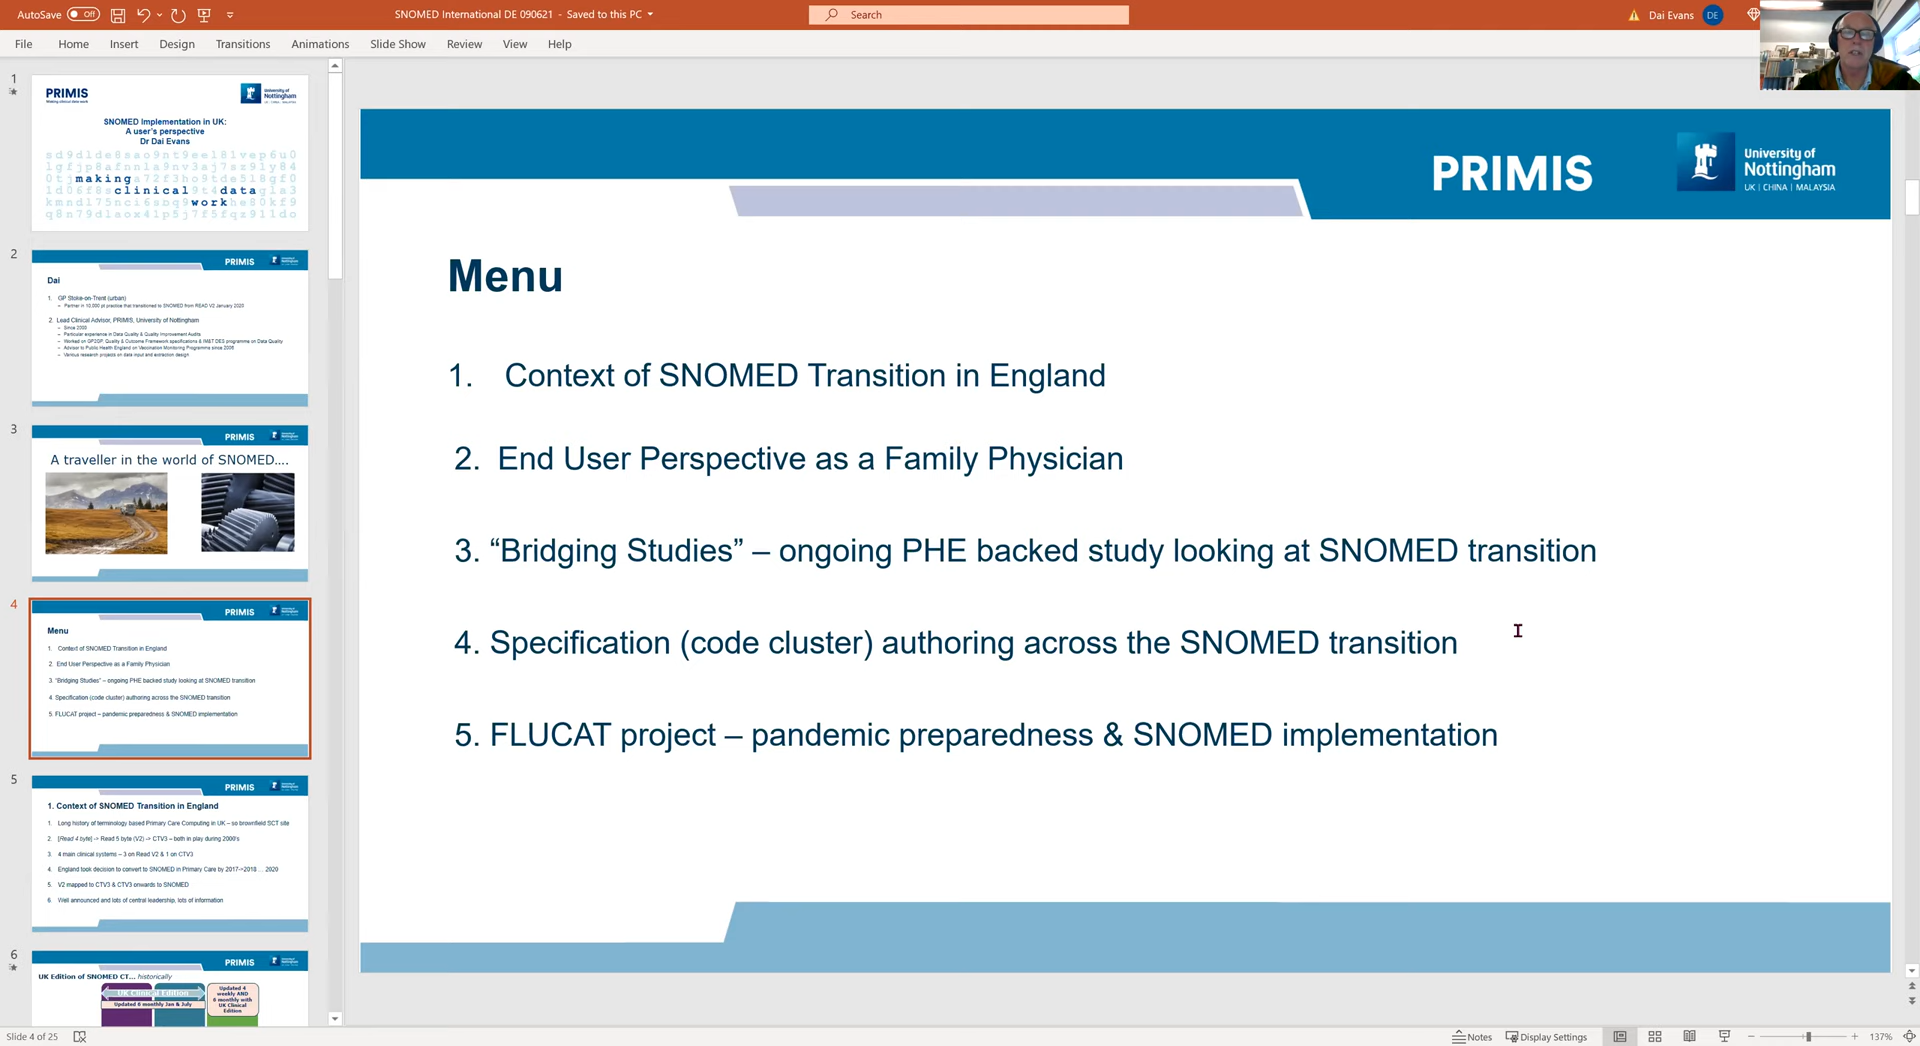 AutoSave Off
SNOMED International DE 090621 - Saved to this PC
Search
Dai Evans DE
File Home Insert Design Transitions Animations Slide Show Review View Help
1
PRIMIS
Making clinical data work
University of
Nottingham
UK | CHINA | MALAYSIA
SNOMED Implementation in UK:
A user's perspective
Dr Dai Evans
making
clinical data
work
2
PRIMIS
Dai
1. GP Stoke-on-Trent (urban)
– Partner in 10,000 pt practice that transitioned to SNOMED from READ V2 January 2020
2. Lead Clinical Advisor, PRIMIS, University of Nottingham
– Since 2000
– Particular experience in Data Quality & Quality Improvement Audits
– Worked on GP2GP, Quality & Outcome Framework specifications & IM&T DES programme on Data Quality
– Advisor to Public Health England on Vaccination Monitoring Programme since 2006
– Various research projects on data input and extraction design
3
PRIMIS
A traveller in the world of SNOMED....
4
PRIMIS
Menu
1. Context of SNOMED Transition in England
2. End User Perspective as a Family Physician
3. “Bridging Studies” – ongoing PHE backed study looking at SNOMED transition
4. Specification (code cluster) authoring across the SNOMED transition
5. FLUCAT project – pandemic preparedness & SNOMED implementation
5
PRIMIS
1. Context of SNOMED Transition in England
1. Long history of terminology based Primary Care Computing in UK – so brownfield SCT site
2. [Read 4 byte] -> Read 5 byte (V2) -> CTV3 – both in play during 2000's
3. 4 main clinical systems – 3 on Read V2 & 1 on CTV3
4. England took decision to convert to SNOMED in Primary Care by 2017->2018 ... 2020
5. V2 mapped to CTV3 & CTV3 onwards to SNOMED
6. Well announced and lots of central leadership, lots of information
6
PRIMIS
UK Edition of SNOMED CT... historically
UK Clinical Edition
Updated 6 monthly Jan & July
Updated 4
weekly AND
6 monthly with
UK Clinical
Edition
PRIMIS
University of
Nottingham
UK | CHINA | MALAYSIA
Menu
1. Context of SNOMED Transition in England
2. End User Perspective as a Family Physician
3. “Bridging Studies” – ongoing PHE backed study looking at SNOMED transition
4. Specification (code cluster) authoring across the SNOMED transition
5. FLUCAT project – pandemic preparedness & SNOMED implementation
Slide 4 of 25
Notes Display Settings 137%